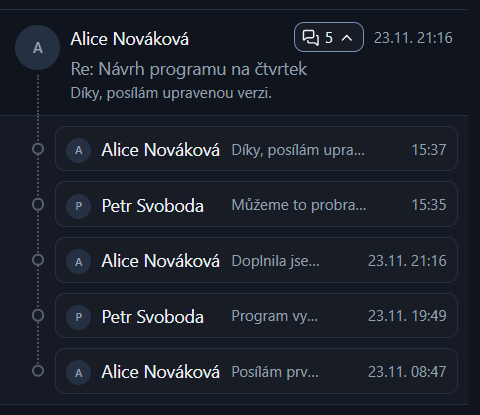 A
Alice Nováková 5 23.11. 21:16
Re: Návrh programu na čtvrtek
Díky, posílám upravenou verzi.
A Alice Nováková Díky, posílám upra... 15:37
P Petr Svoboda Můžeme to probra... 15:35
A Alice Nováková Doplnila jse... 23.11. 21:16
P Petr Svoboda Program vy... 23.11. 19:49
A Alice Nováková Posílám prv... 23.11. 08:47